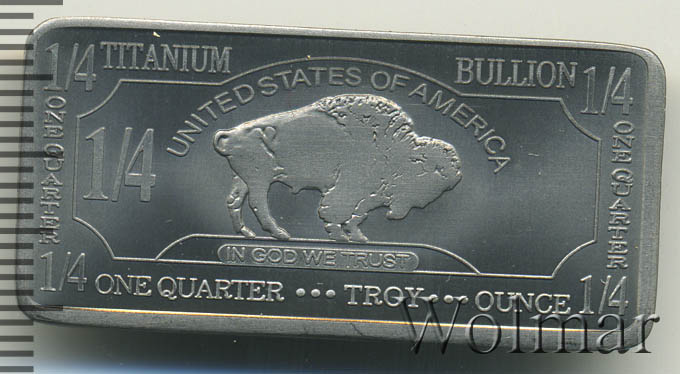 1/4 TITANIUM BULLION 1/4
UNITED STATES OF AMERICA
ONE QUARTER
1/4
ONE QUARTER
IN GOD WE TRUST
1/4 ONE QUARTER ••• TROY ••• OUNCE 1/4
Wolmar